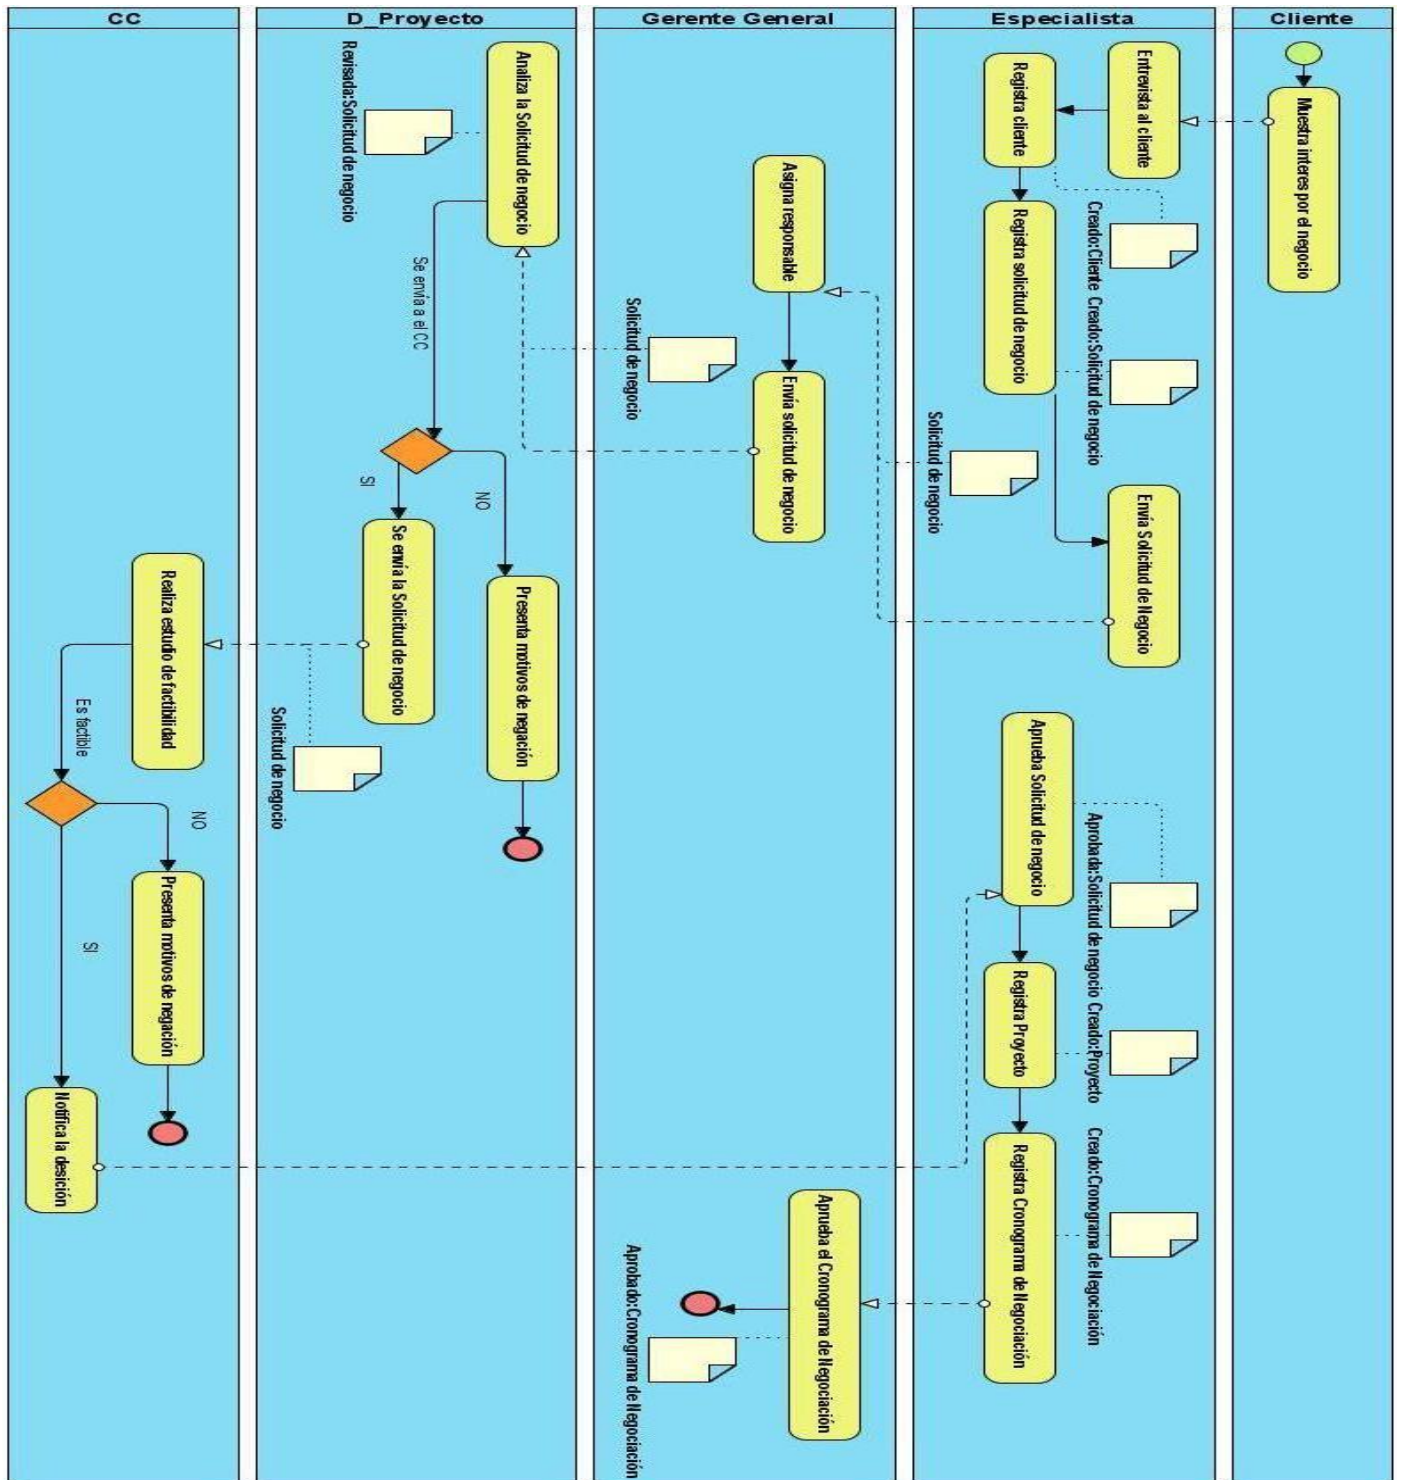 CC
D_Proyecto
Gerente General
Especialista
Cliente
Muestra interes por el negocio
Entrevista al cliente
Registra cliente
Creado:Cliente
Registra solicitud de negocio
Creado:Solicitud de negocio
Envía Solicitud de Negocio
Solicitud de negocio
Asigna responsable
Envía solicitud de negocio
Solicitud de negocio
Analiza la Solicitud de negocio
Revisada:Solicitud de negocio
Se envía a el CC
NO
SI
Presenta motivos de negación
Se envía la Solicitud de negocio
Solicitud de negocio
Realiza estudio de factibilidad
Es factible
NO
SI
Presenta motivos de negación
Notifica la desición
Aprueba Solicitud de negocio
Aprobada:Solicitud de negocio
Registra Proyecto
Creado:Proyecto
Registra Cronograma de Negociación
Creado:Cronograma de Negociación
Aprueba el Cronograma de Negociación
Aprobado:Cronograma de Negociación